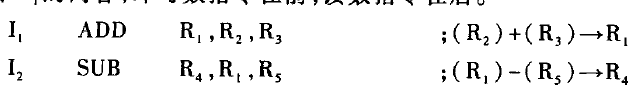 I₁ ADD R₁,R₂,R₃ ;(R₂)+(R₃)→R₁
I₂ SUB R₄,R₁,R₅ ;(R₁)-(R₅)→R₄